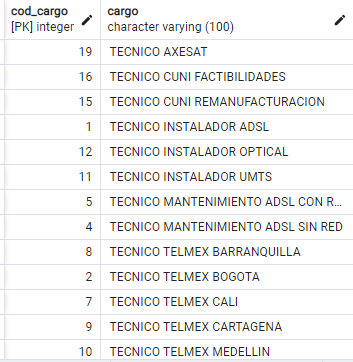 cod_cargo cargo
[PK] integer character varying (100)
19 TECNICO AXESAT
16 TECNICO CUNI FACTIBILIDADES
15 TECNICO CUNI REMANUFACTURACION
1 TECNICO INSTALADOR ADSL
12 TECNICO INSTALADOR OPTICAL
11 TECNICO INSTALADOR UMTS
5 TECNICO MANTENIMIENTO ADSL CON R...
4 TECNICO MANTENIMIENTO ADSL SIN RED
8 TECNICO TELMEX BARRANQUILLA
2 TECNICO TELMEX BOGOTA
7 TECNICO TELMEX CALI
9 TECNICO TELMEX CARTAGENA
10 TECNICO TELMEX MEDELLIN